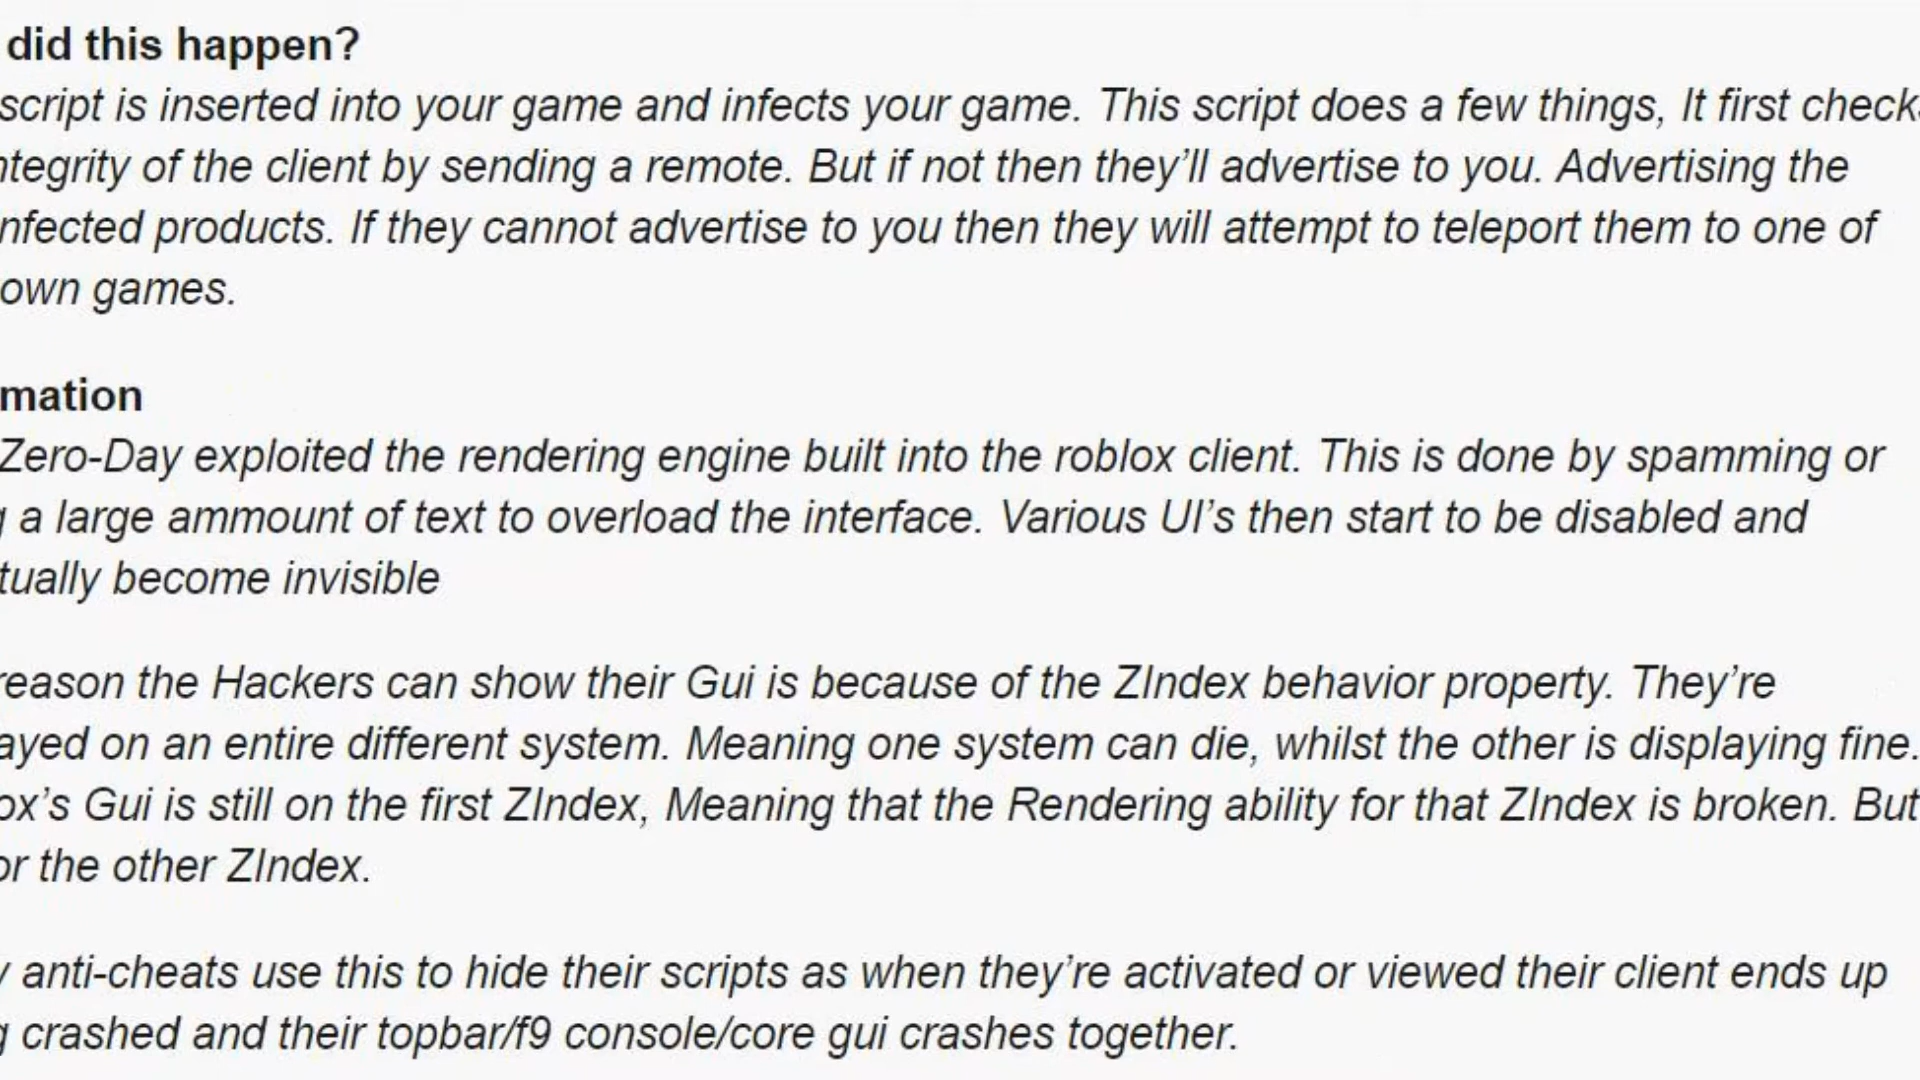 did this happen?
script is inserted into your game and infects your game. This script does a few things, It first checks
ntegrity of the client by sending a remote. But if not then they’ll advertise to you. Advertising the
nfected products. If they cannot advertise to you then they will attempt to teleport them to one of
own games.
mation
Zero-Day exploited the rendering engine built into the roblox client. This is done by spamming or
g a large ammount of text to overload the interface. Various UI’s then start to be disabled and
tually become invisible
reason the Hackers can show their Gui is because of the ZIndex behavior property. They’re
ayed on an entire different system. Meaning one system can die, whilst the other is displaying fine.
ox’s Gui is still on the first ZIndex, Meaning that the Rendering ability for that ZIndex is broken. But
or the other ZIndex.
y anti-cheats use this to hide their scripts as when they’re activated or viewed their client ends up
g crashed and their topbar/f9 console/core gui crashes together.